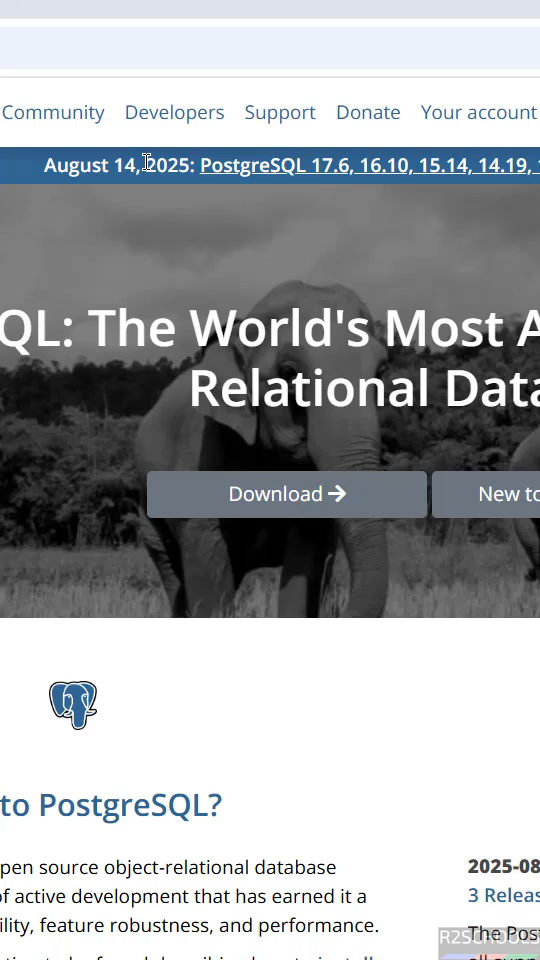 Community Developers Support Donate Your account
August 14, 2025: PostgreSQL 17.6, 16.10, 15.14, 14.19,
QL: The World's Most A
Relational Data
Download
New to
to PostgreSQL?
pen source object-relational database
of active development that has earned it a
ility, feature robustness, and performance.
2025-08
3 Releas
The Pos
R2SCHOOLS